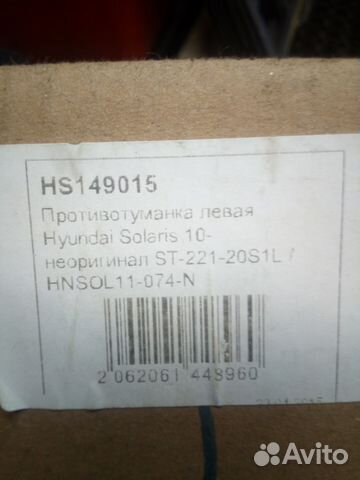 HS149015
Противотуманка левая
Hyundai Solaris 10-
неоригинал ST-221-20S1L /
HNSOL11-074-N
2 062061 448960
Avito